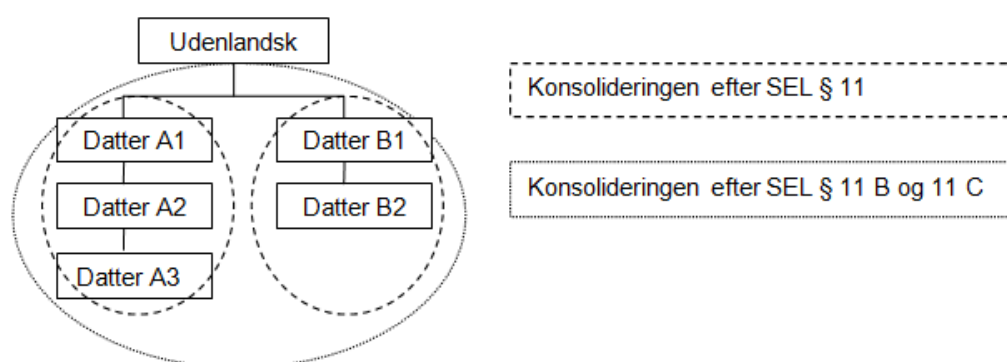 Udenlandsk
Datter A1
Datter B1
Datter A2
Datter B2
Datter A3
Konsolideringen efter SEL § 11
Konsolideringen efter SEL § 11 B og 11 C